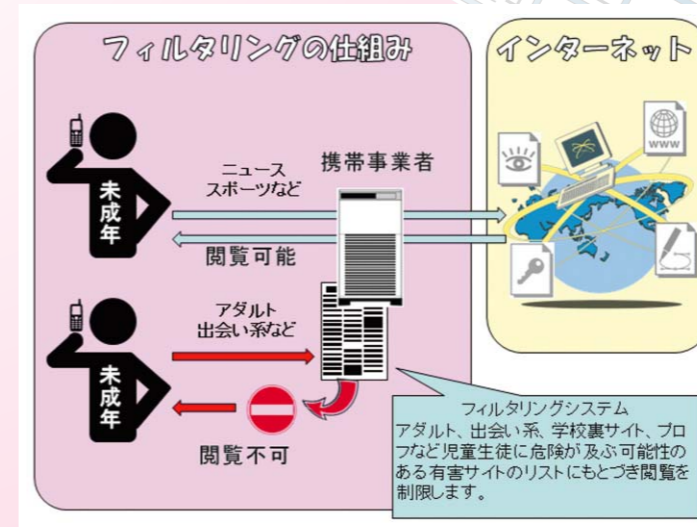 フィルタリングの仕組み
インターネット
未成年
ニュース
スポーツなど
携帯事業者
WWW
閲覧可能
アダルト
出会い系など
未成年
閲覧不可
フィルタリングシステム
アダルト、出会い系、学校裏サイト、プロ
フなど児童生徒に危険が及ぶ可能性の
ある有害サイトのリストにもとづき閲覧を
制限します。